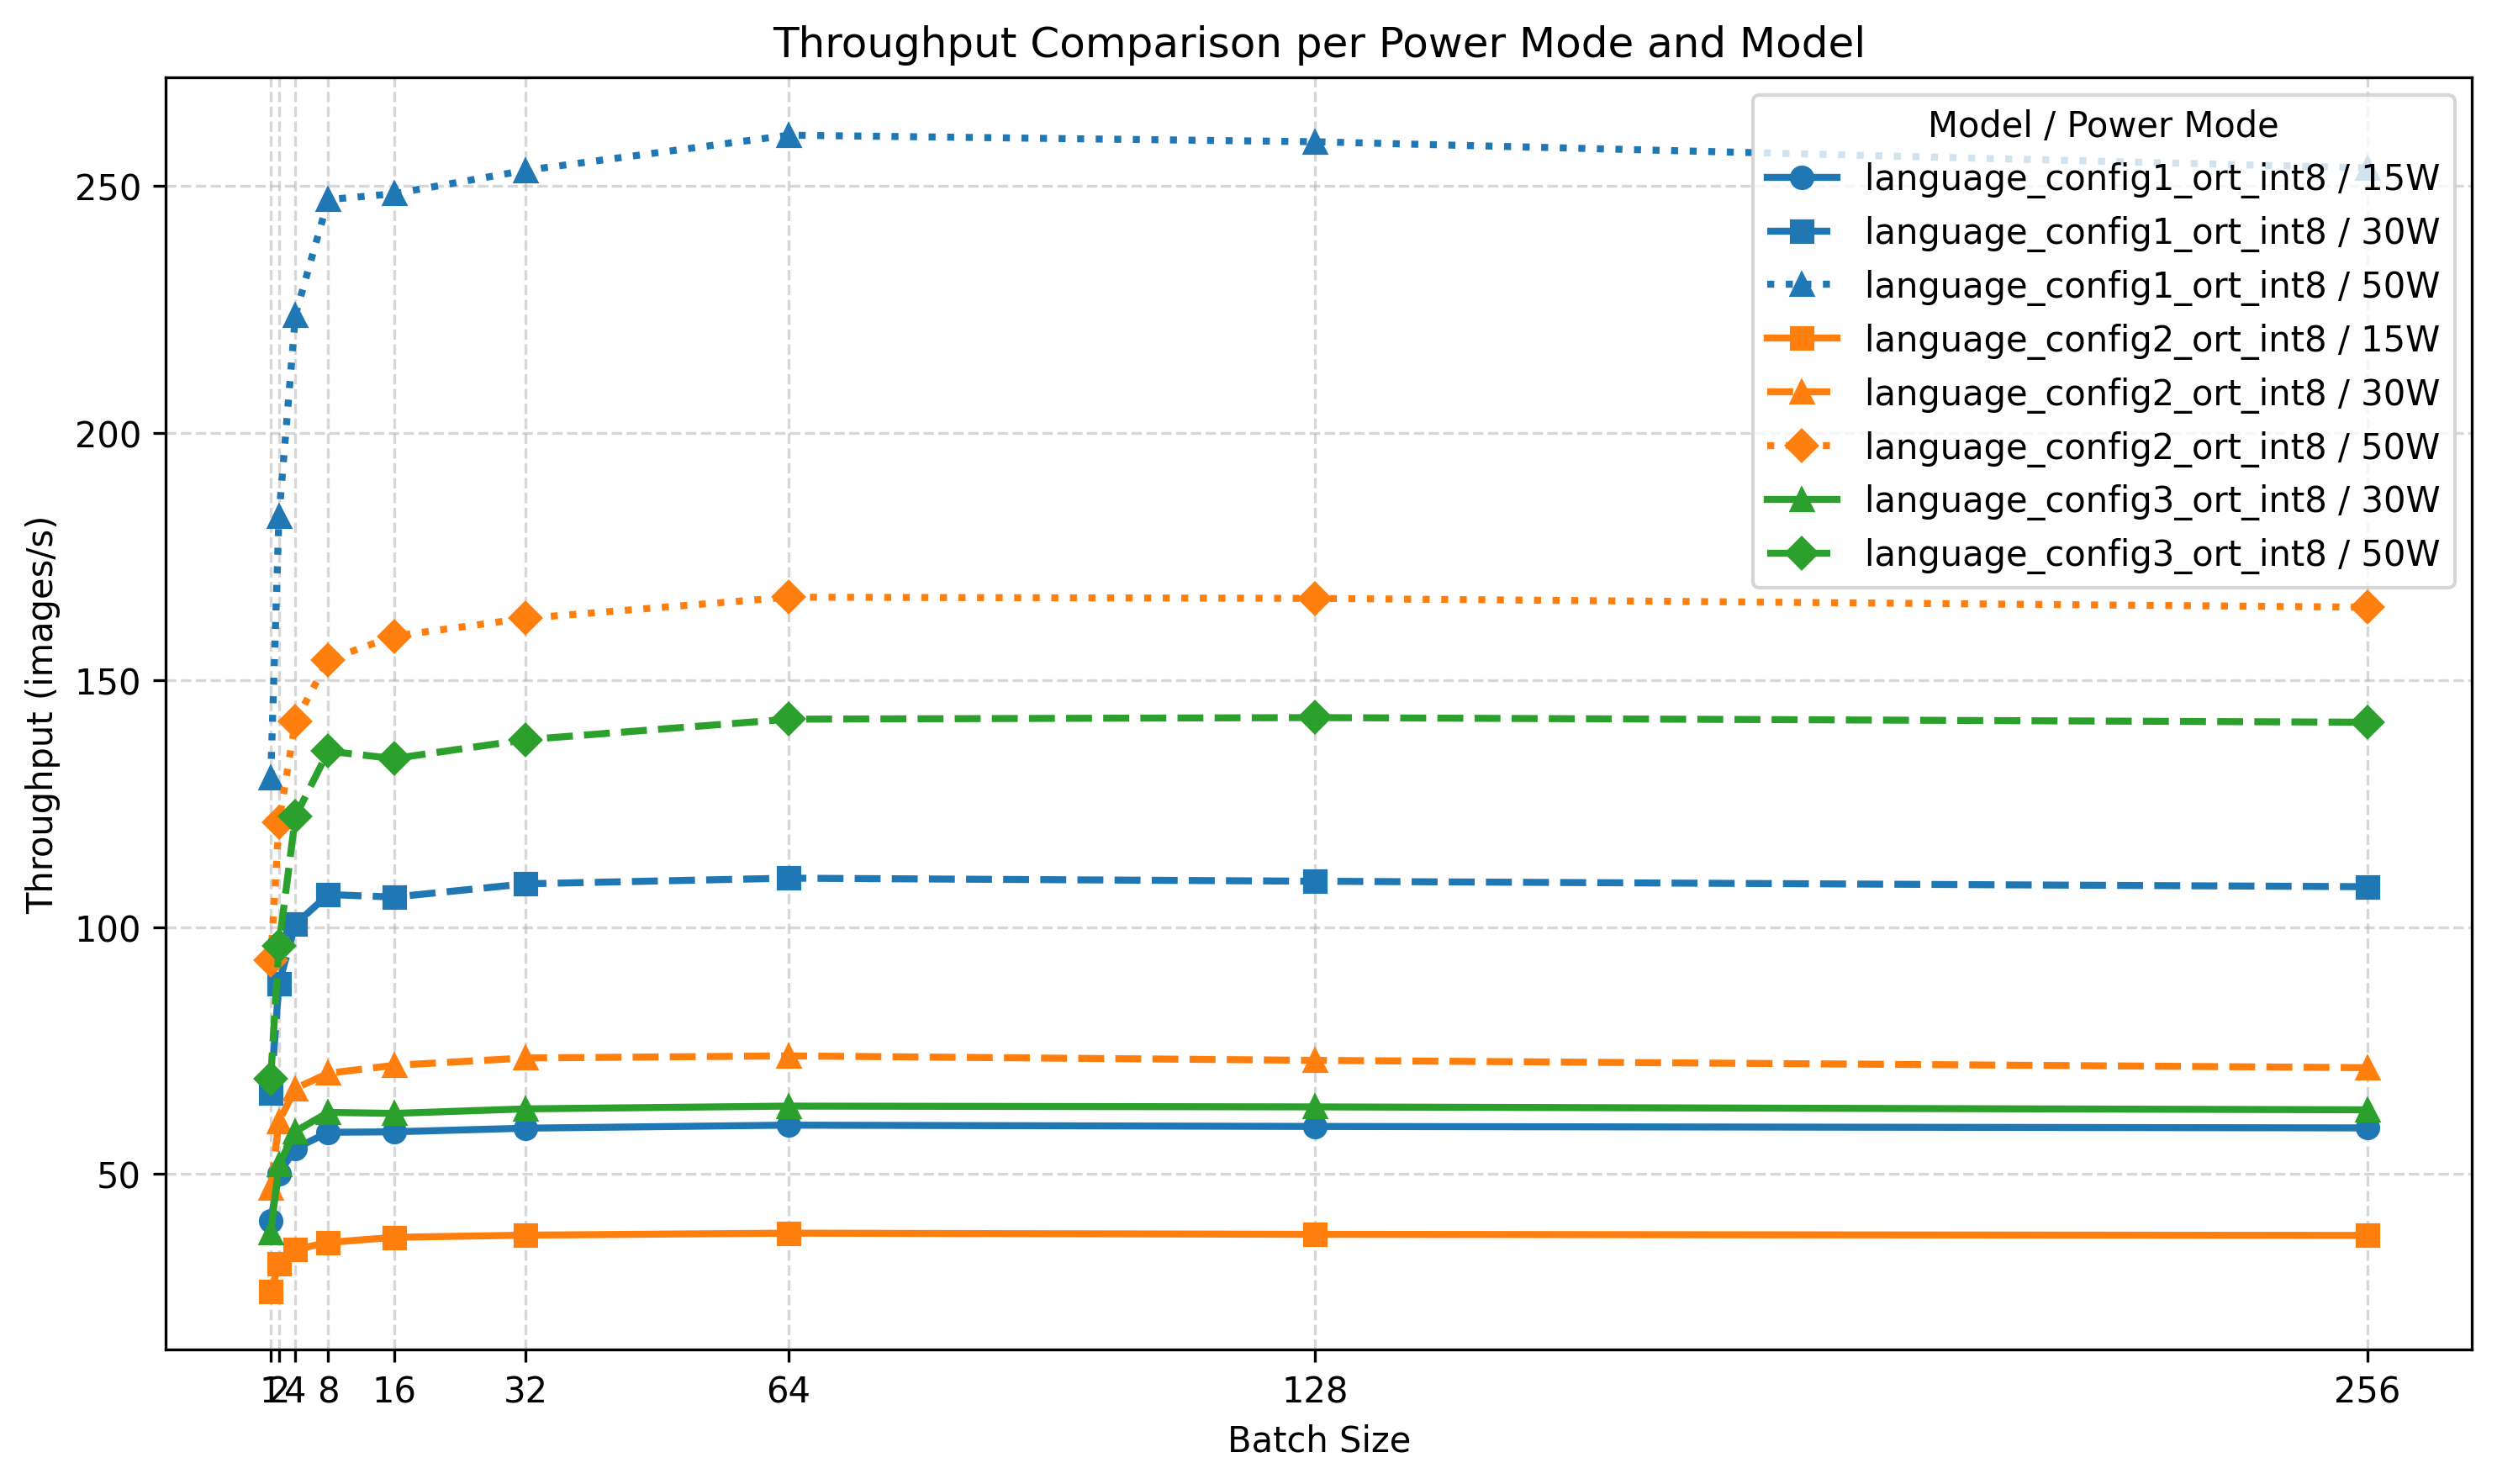 Throughput Comparison per Power Mode and Model
Model / Power Mode
language_config1_ort_int8 / 15W
language_config1_ort_int8 / 30W
language_config1_ort_int8 / 50W
language_config2_ort_int8 / 15W
language_config2_ort_int8 / 30W
language_config2_ort_int8 / 50W
language_config3_ort_int8 / 30W
language_config3_ort_int8 / 50W
Throughput (images/s)
250
200
150
100
50
1 2 4 8 16 32 64 128 256
Batch Size